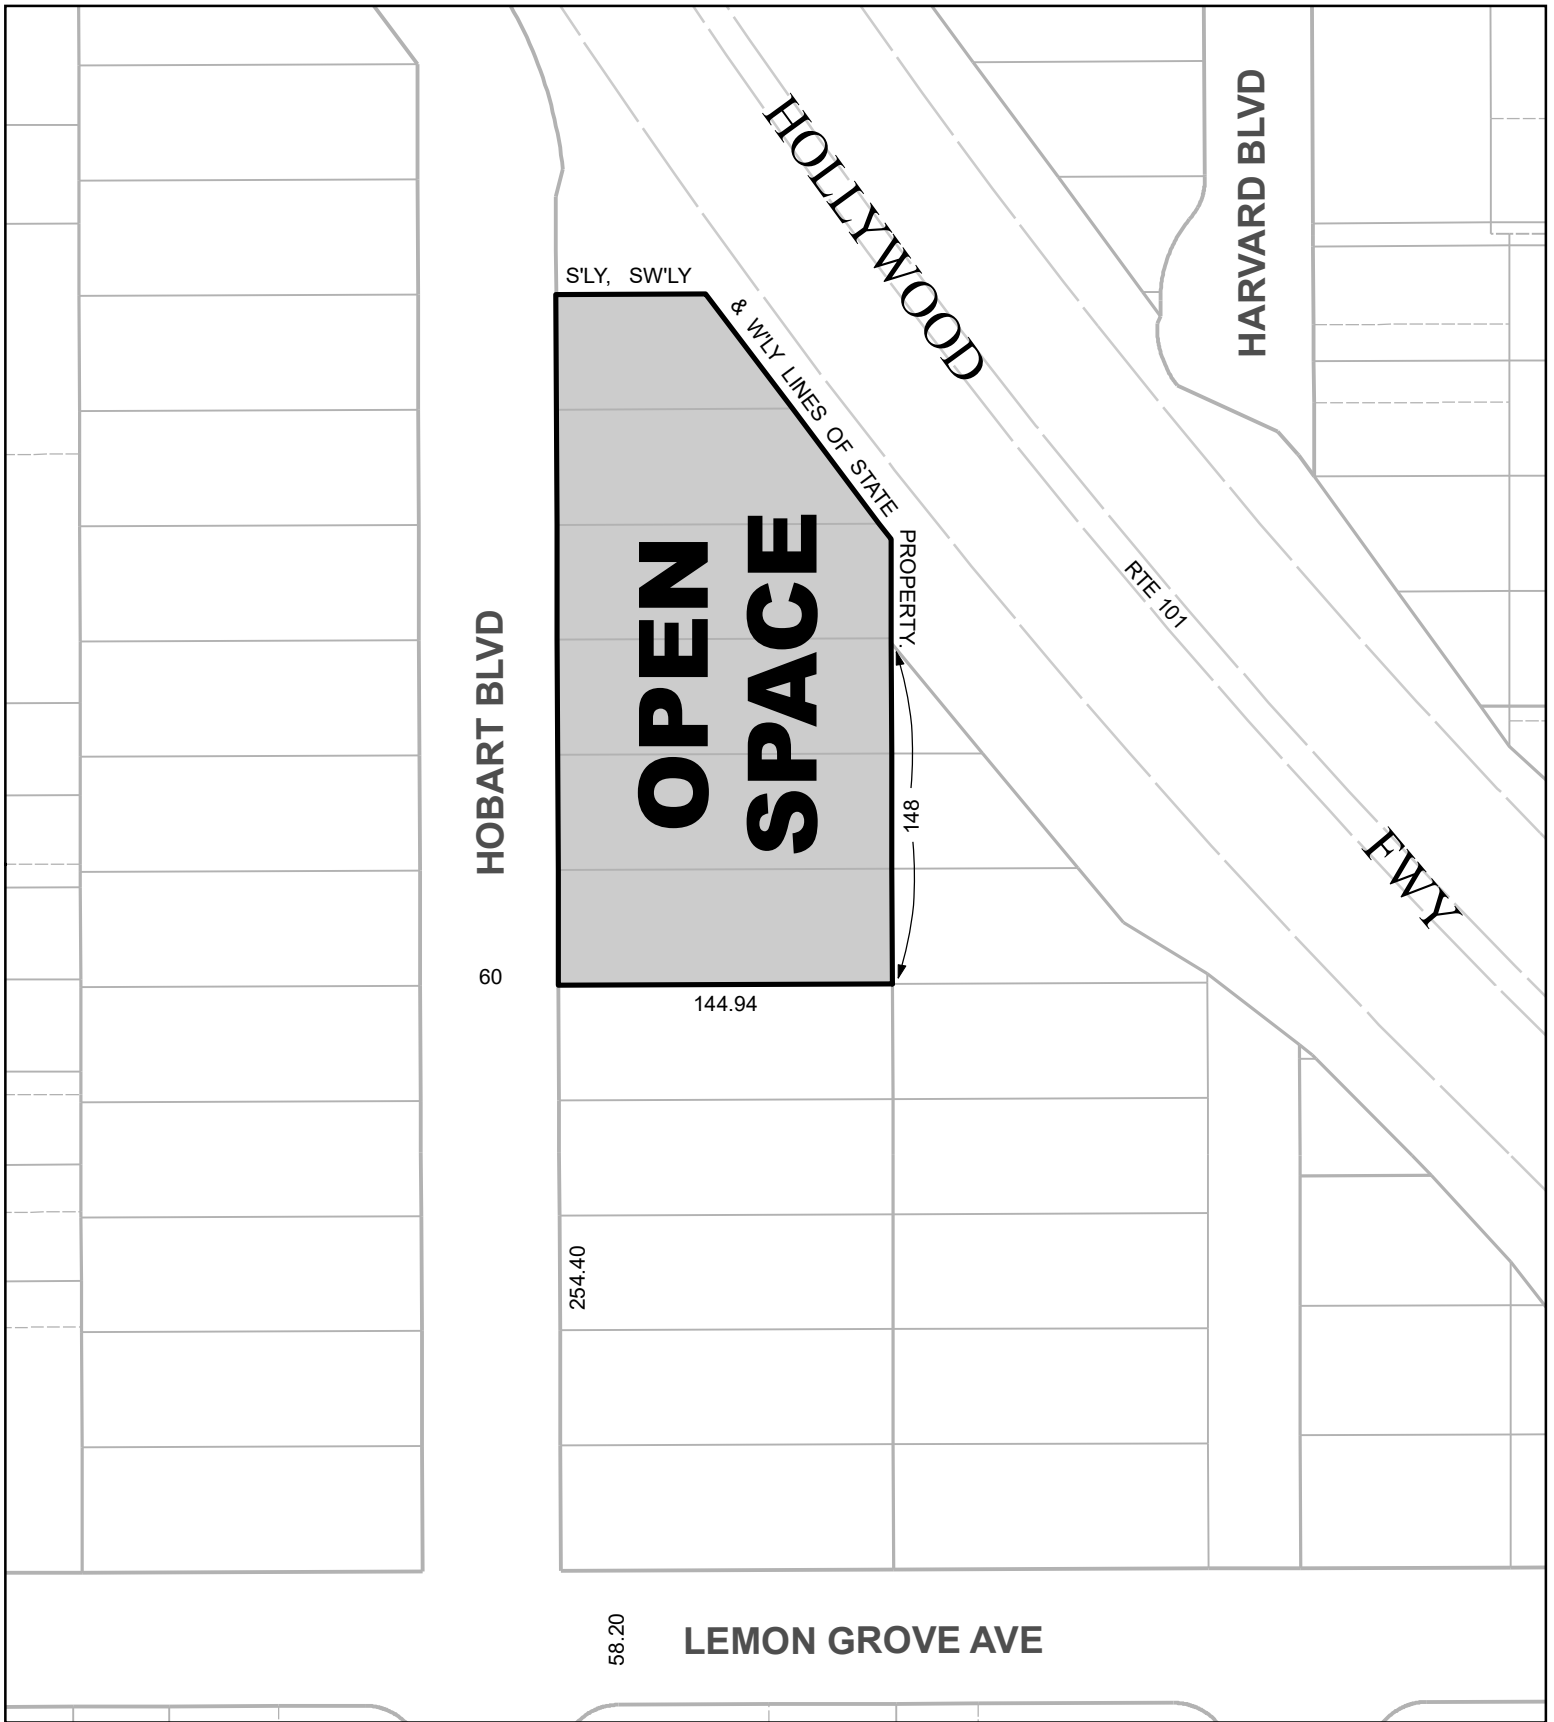 HOLLYWOOD
HARVARD BLVD
S'LY, SW'LY
& W'LY LINES OF STATE
PROPERTY.
OPEN
SPACE
RTE 101
HOBART BLVD
148
FWY
60
144.94
254.40
58.20
LEMON GROVE AVE